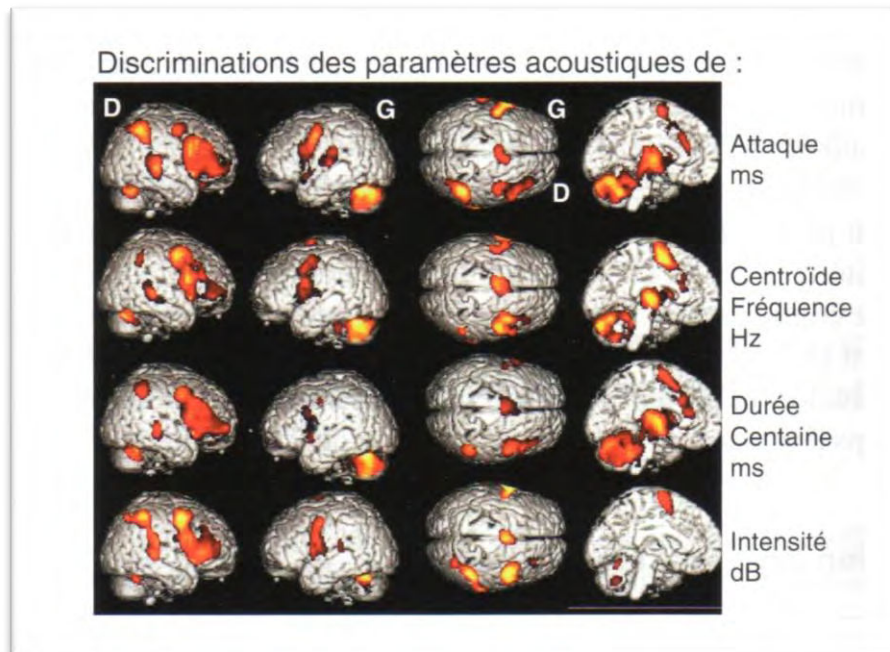 Discriminations des paramètres acoustiques de :
D
G
G
D
Attaque
ms
Centroïde
Fréquence
Hz
Durée
Centaine
ms
Intensité
dB